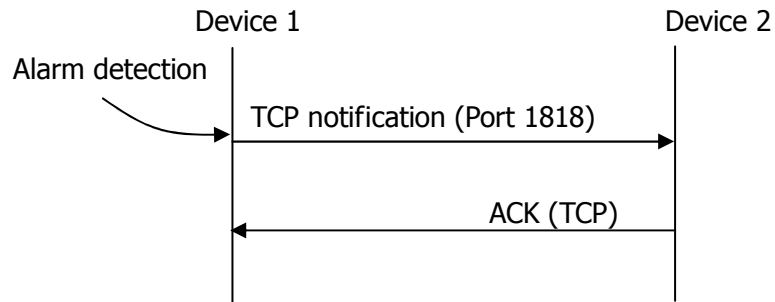 Device 1
Device 2
Alarm detection
TCP notification (Port 1818)
ACK (TCP)